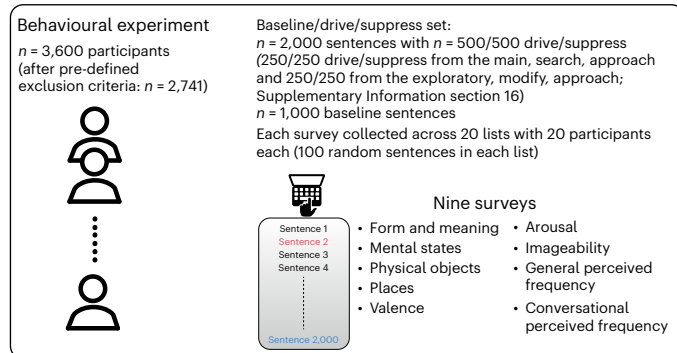 Behavioural experiment
n = 3,600 participants
(after pre-defined
exclusion criteria: n = 2,741)
Baseline/drive/suppress set:
n = 2,000 sentences with n = 500/500 drive/suppress
(250/250 drive/suppress from the main, search, approach
and 250/250 from the exploratory, modify, approach;
Supplementary Information section 16)
n = 1,000 baseline sentences
Each survey collected across 20 lists with 20 participants
each (100 random sentences in each list)
Sentence 1
Sentence 2
Sentence 3
Sentence 4
Sentence 2,000
Nine surveys
• Form and meaning
• Mental states
• Physical objects
• Places
• Valence
• Arousal
• Imageability
• General perceived
frequency
• Conversational
perceived frequency